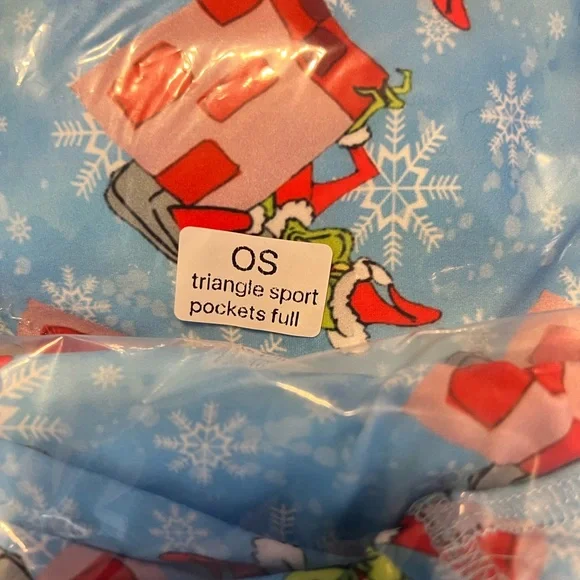 OS
triangle sport
pockets full